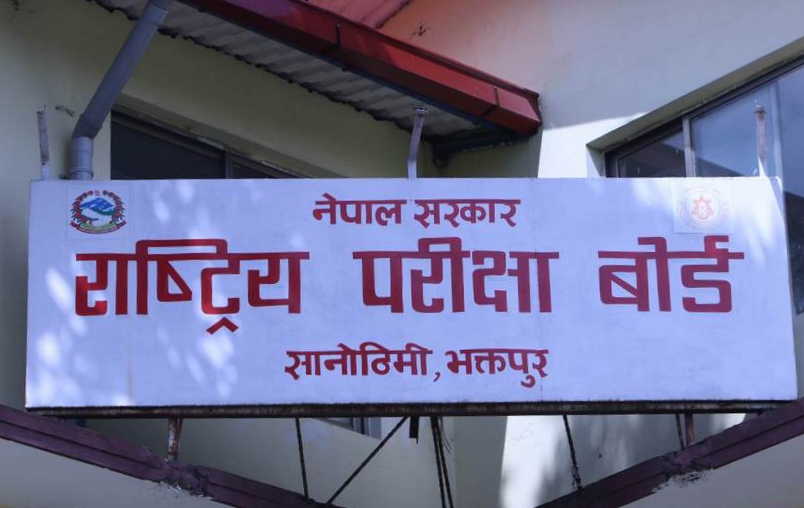 नेपाल सरकार
राष्ट्रिय परीक्षा बोर्ड
सानोठिमी, भक्तपुर